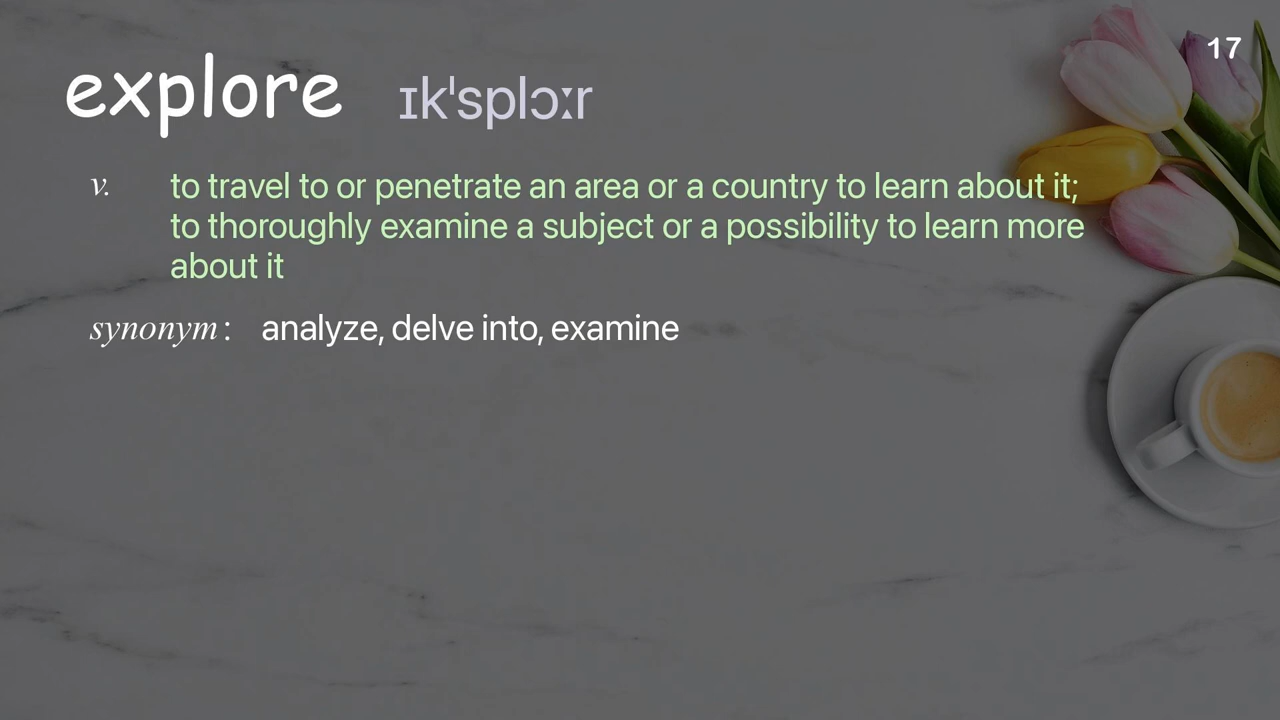 17
explore ɪkˈsplɔːr
v. to travel to or penetrate an area or a country to learn about it;
to thoroughly examine a subject or a possibility to learn more
about it
synonym: analyze, delve into, examine